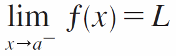 lim f(x) = L
x→a⁻